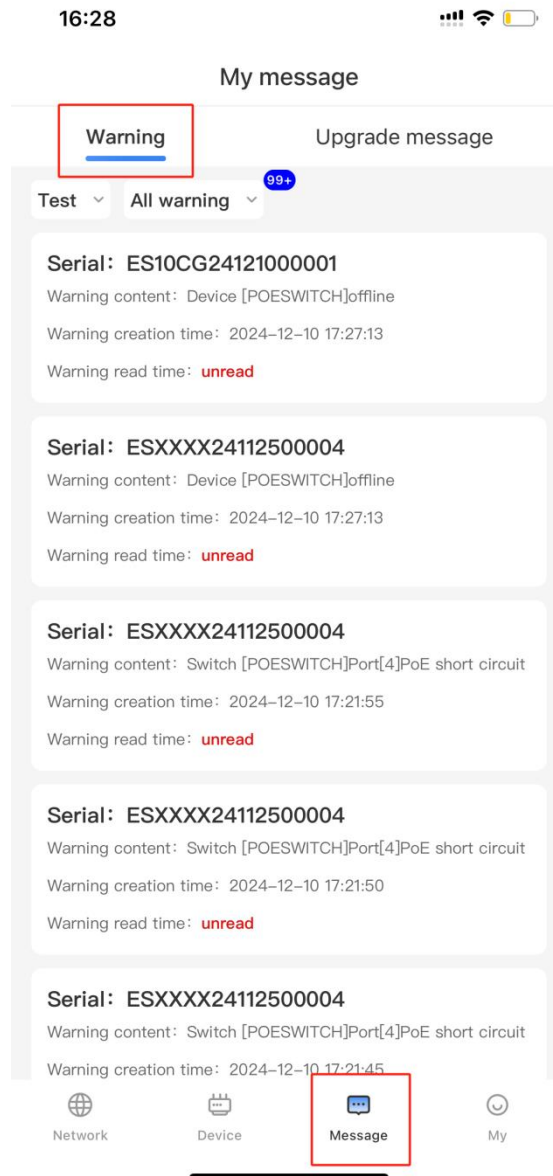 16:28
My message
Warning Upgrade message
Test All warning 99+
Serial：ES10CG24121000001
Warning content：Device [POESWITCH]offline
Warning creation time：2024-12-10 17:27:13
Warning read time：unread
Serial：ESXXXX24112500004
Warning content：Device [POESWITCH]offline
Warning creation time：2024-12-10 17:27:13
Warning read time：unread
Serial：ESXXXX24112500004
Warning content：Switch [POESWITCH]Port[4]PoE short circuit
Warning creation time：2024-12-10 17:21:55
Warning read time：unread
Serial：ESXXXX24112500004
Warning content：Switch [POESWITCH]Port[4]PoE short circuit
Warning creation time：2024-12-10 17:21:50
Warning read time：unread
Serial：ESXXXX24112500004
Warning content：Switch [POESWITCH]Port[4]PoE short circuit
Warning creation time：2024-12-10 17:21:45
Network Device Message My